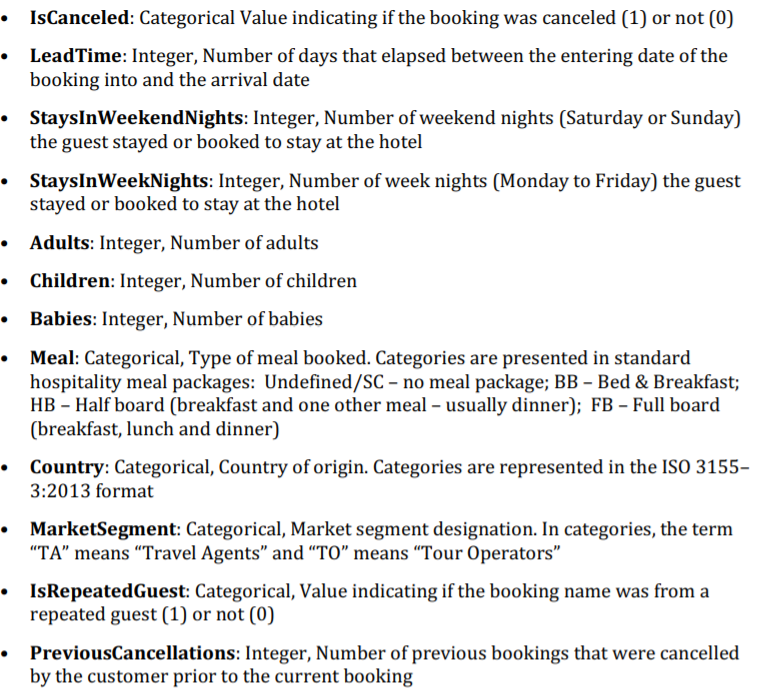 • IsCanceled: Categorical Value indicating if the booking was canceled (1) or not (0)
• LeadTime: Integer, Number of days that elapsed between the entering date of the
booking into and the arrival date
• StaysInWeekendNights: Integer, Number of weekend nights (Saturday or Sunday)
the guest stayed or booked to stay at the hotel
• StaysInWeekNights: Integer, Number of week nights (Monday to Friday) the guest
stayed or booked to stay at the hotel
• Adults: Integer, Number of adults
• Children: Integer, Number of children
• Babies: Integer, Number of babies
• Meal: Categorical, Type of meal booked. Categories are presented in standard
hospitality meal packages:  Undefined/SC – no meal package; BB – Bed & Breakfast;
HB – Half board (breakfast and one other meal – usually dinner);  FB – Full board
(breakfast, lunch and dinner)
• Country: Categorical, Country of origin. Categories are represented in the ISO 3155–
3:2013 format
• MarketSegment: Categorical, Market segment designation. In categories, the term
“TA” means “Travel Agents” and “TO” means “Tour Operators”
• IsRepeatedGuest: Categorical, Value indicating if the booking name was from a
repeated guest (1) or not (0)
• PreviousCancellations: Integer, Number of previous bookings that were cancelled
by the customer prior to the current booking